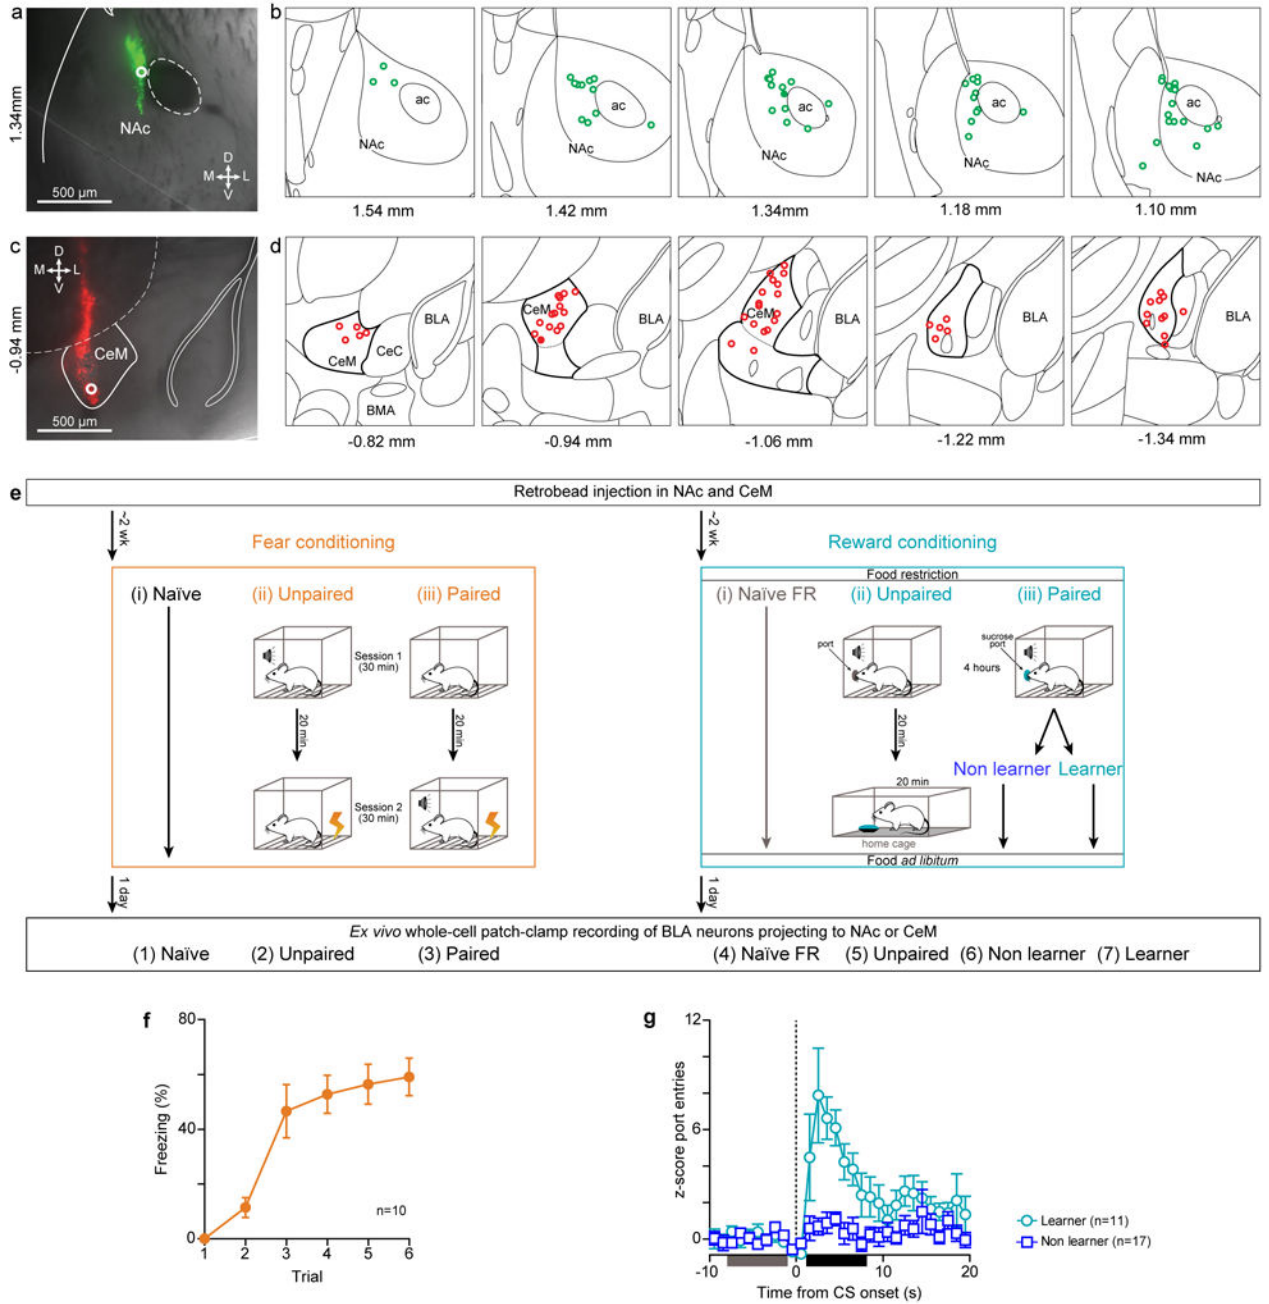 a
1.34mm
NAc
D
M L
V
500 µm
b
ac
NAc
1.54 mm
ac
NAc
1.42 mm
ac
NAc
1.34mm
ac
NAc
1.18 mm
ac
NAc
1.10 mm
c
-0.94 mm
D
M L
V
CeM
500 µm
d
CeM
CeC
BLA
BMA
-0.82 mm
CeM
BLA
-0.94 mm
CeM
BLA
-1.06 mm
BLA
-1.22 mm
BLA
-1.34 mm
e
Retrobead injection in NAc and CeM
~2 wk
Fear conditioning
(i) Naïve
(ii) Unpaired
(iii) Paired
Session 1
(30 min)
20 min
20 min
Session 2
(30 min)
1 day
~2 wk
Reward conditioning
Food restriction
(i) Naïve FR
(ii) Unpaired
(iii) Paired
port
sucrose
port
4 hours
20 min
Non learner
Learner
20 min
home cage
Food ad libitum
1 day
Ex vivo whole-cell patch-clamp recording of BLA neurons projecting to NAc or CeM
(1) Naïve (2) Unpaired (3) Paired (4) Naïve FR (5) Unpaired (6) Non learner (7) Learner
f
Freezing (%)
80
40
0
1 2 3 4 5 6
Trial
n=10
g
z-score port entries
12
6
0
-10 0 10 20
Time from CS onset (s)
Learner (n=11)
Non learner (n=17)